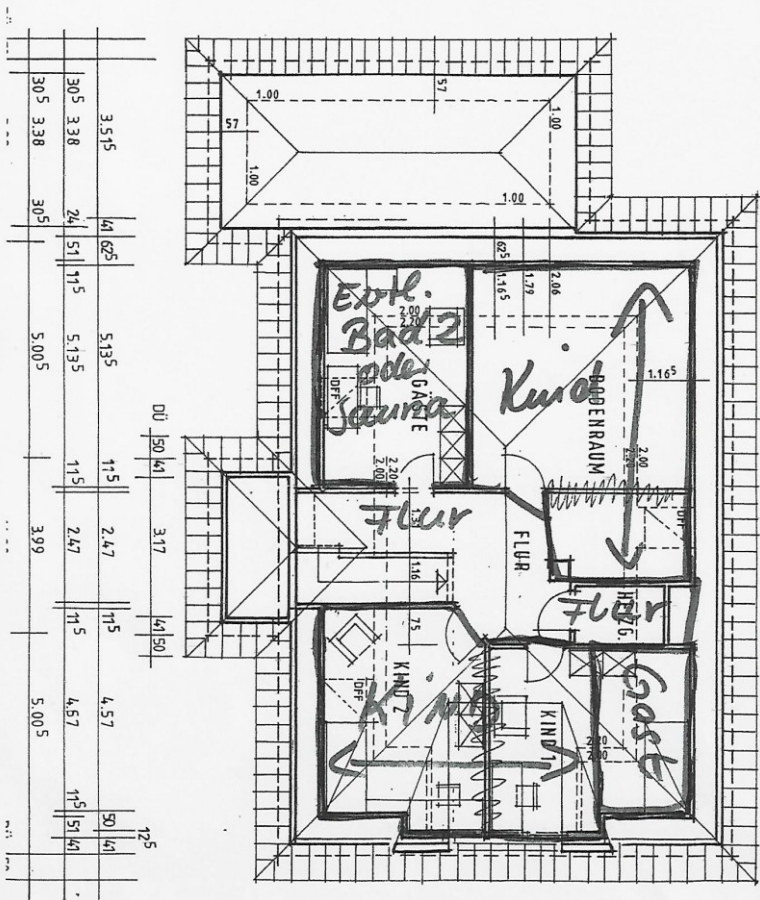 1.00
57
1.00
57
1.00
1.00
625
1.165
1.79
2.06
Evtl.
Bad 2
oder
Sauna
2.00
2.20
GÄSTE
DFF
Kind
BODENRAUM
1.165
2.00
2.20
DFF
2.20
2.00
Flur
FLUR
1.16
Flur
HEIZG
75
KIND 2
DFF
Kind
KIND 1
2.20
2.00
Gast
3.515
41
625
5.135
115
2.47
115
4.57
50
41
305
3.38
24
51
115
5.135
115
2.47
115
4.57
115
51
41
305
3.38
305
5.005
3.99
5.005
DÜ
50
41
3.17
41
50
125